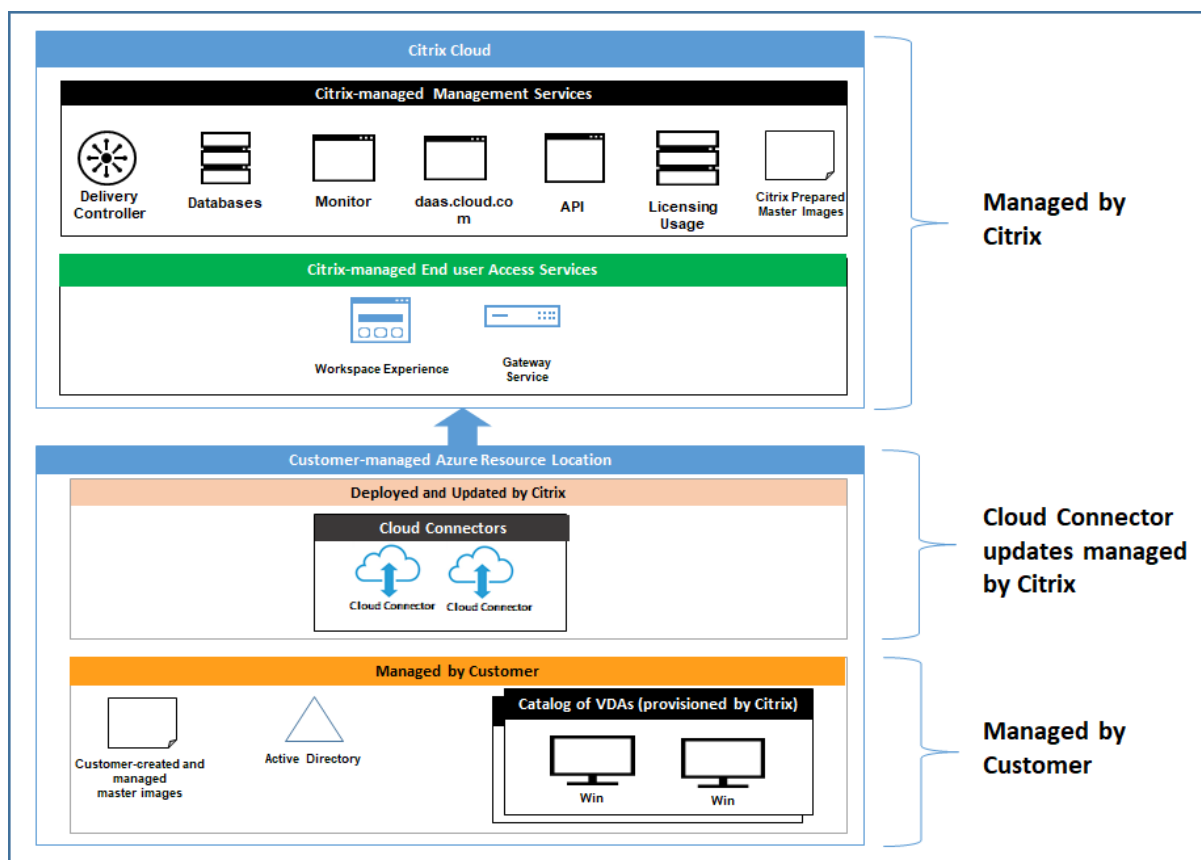 Citrix Cloud
Citrix-managed Management Services
Delivery
Controller
Databases
Monitor
daas.cloud.co
m
API
Licensing
Usage
Citrix Prepared
Master Images
Managed by
Citrix
Citrix-managed End user Access Services
Workspace Experience
Gateway
Service
Customer-managed Azure Resource Location
Deployed and Updated by Citrix
Cloud Connectors
Cloud Connector
Cloud Connector
Cloud Connector
updates managed
by Citrix
Managed by Customer
Customer-created and
managed
master images
Active Directory
Catalog of VDAs (provisioned by Citrix)
Win
Win
Managed by
Customer